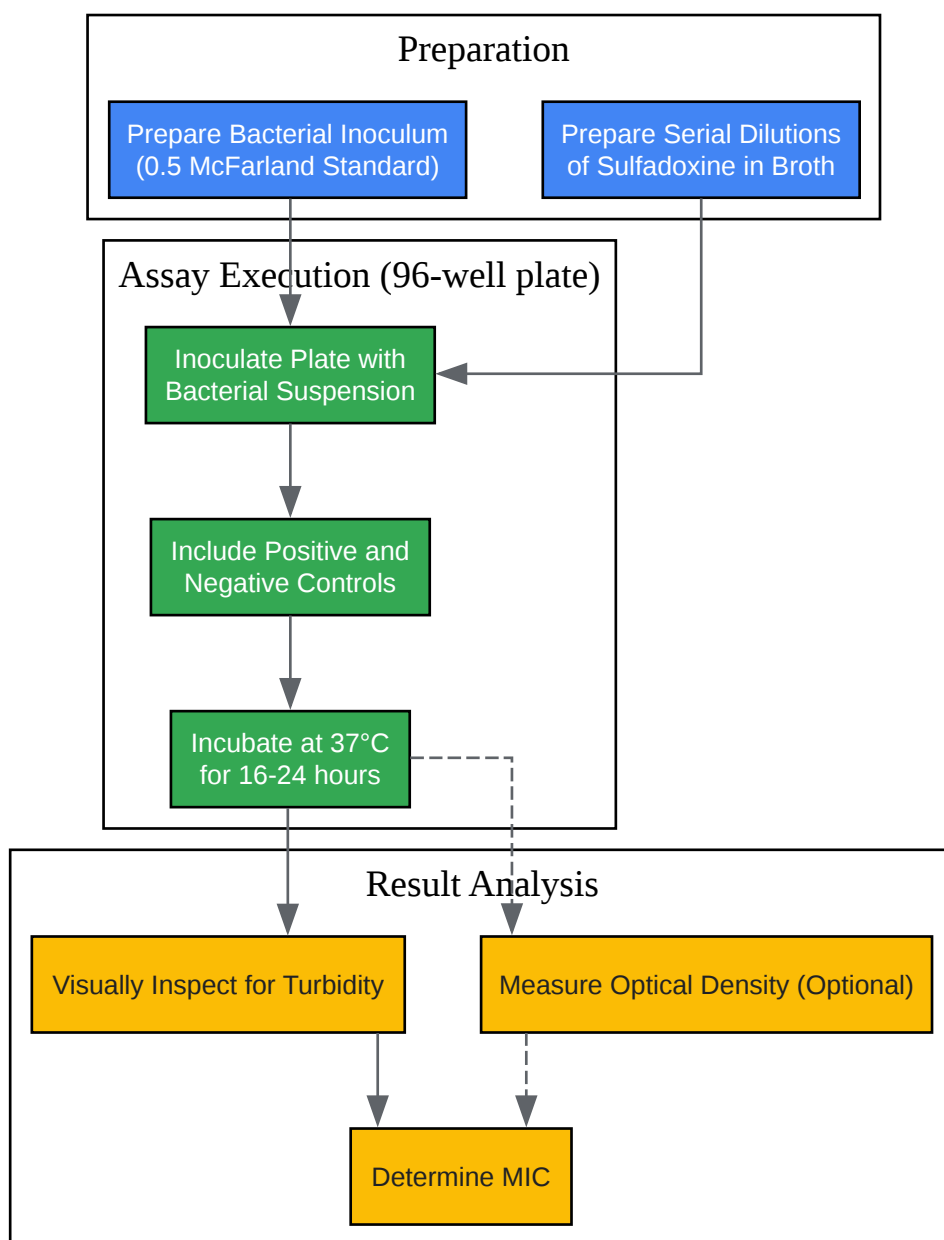 Preparation
Prepare Bacterial Inoculum
(0.5 McFarland Standard)
Prepare Serial Dilutions
of Sulfadoxine in Broth
Assay Execution (96-well plate)
Inoculate Plate with
Bacterial Suspension
Include Positive and
Negative Controls
Incubate at 37°C
for 16-24 hours
Result Analysis
Visually Inspect for Turbidity
Measure Optical Density (Optional)
Determine MIC